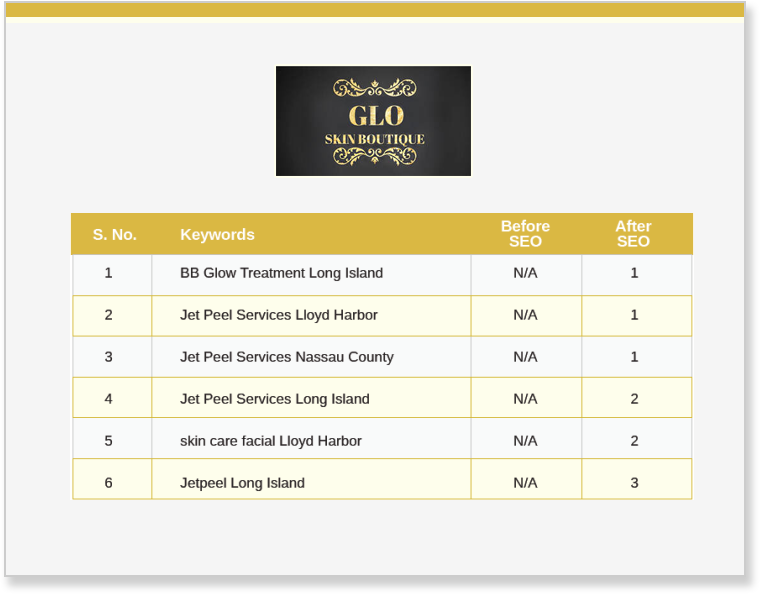 GLO
SKIN BOUTIQUE
S. No. Keywords Before SEO After SEO
1 BB Glow Treatment Long Island N/A 1
2 Jet Peel Services Lloyd Harbor N/A 1
3 Jet Peel Services Nassau County N/A 1
4 Jet Peel Services Long Island N/A 2
5 skin care facial Lloyd Harbor N/A 2
6 Jetpeel Long Island N/A 3